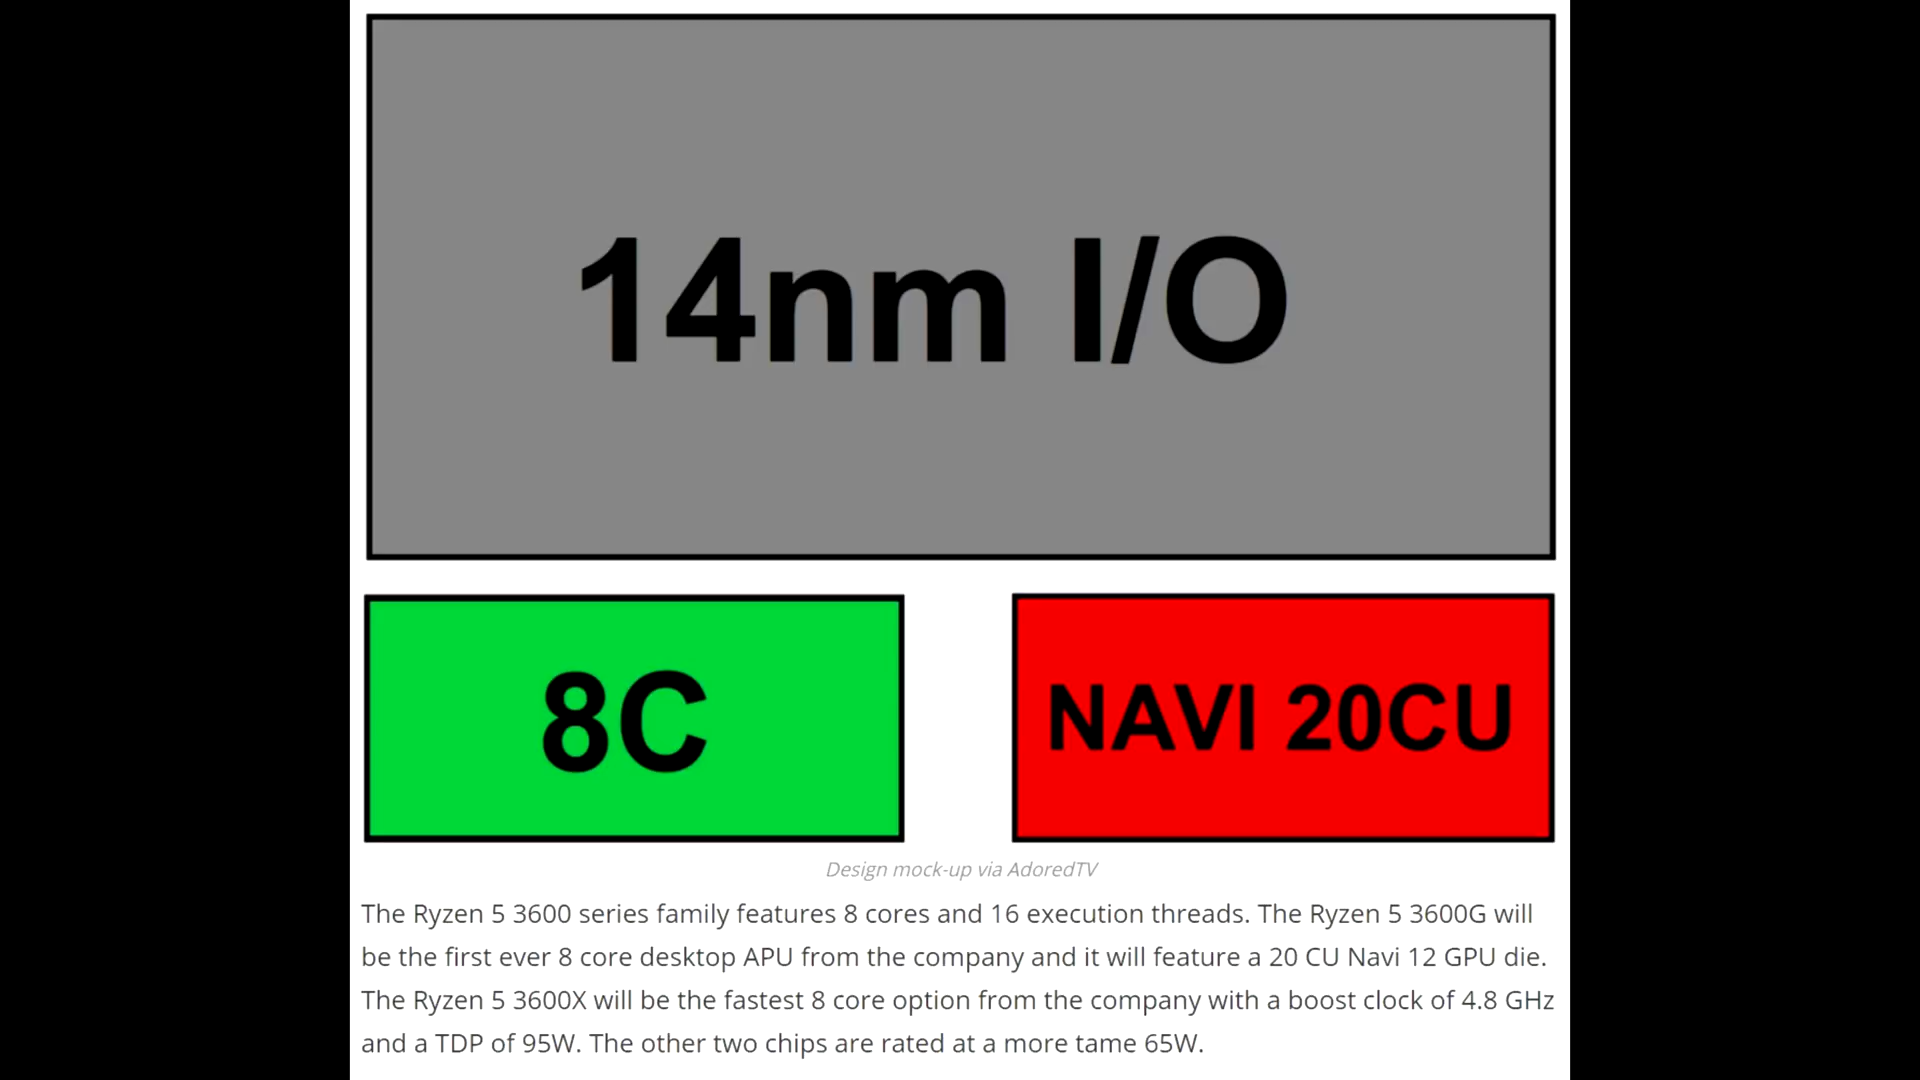 14nm I/O
8C
NAVI 20CU
Design mock-up via AdoredTV
The Ryzen 5 3600 series family features 8 cores and 16 execution threads. The Ryzen 5 3600G will
be the first ever 8 core desktop APU from the company and it will feature a 20 CU Navi 12 GPU die.
The Ryzen 5 3600X will be the fastest 8 core option from the company with a boost clock of 4.8 GHz
and a TDP of 95W. The other two chips are rated at a more tame 65W.